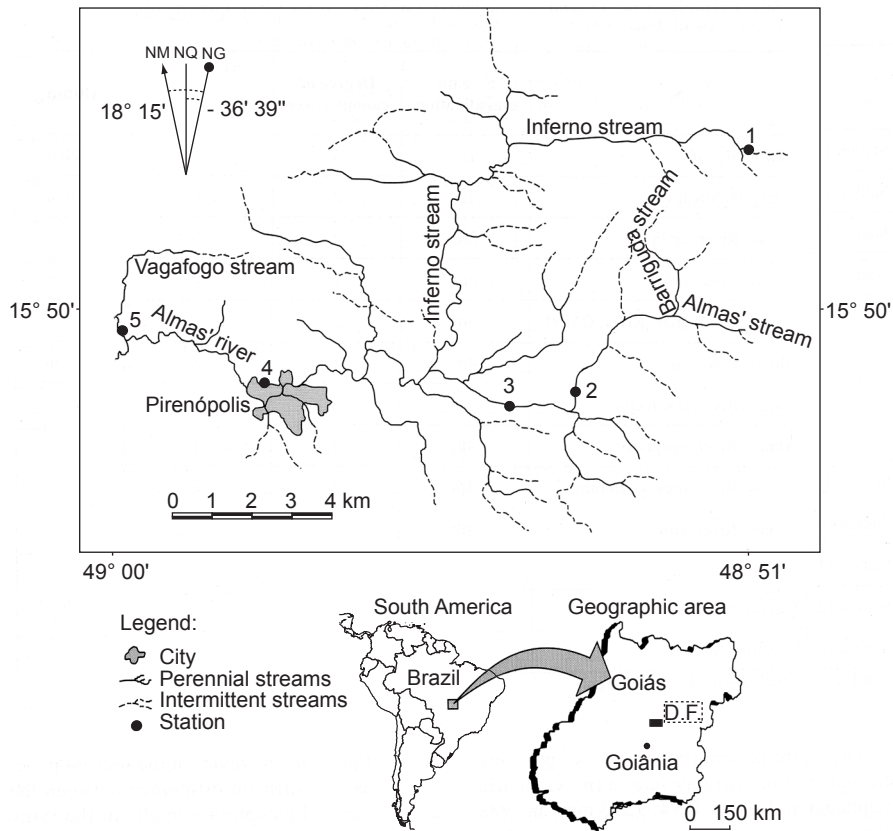 NM NQ NG
18° 15' - 36' 39"
Inferno stream
1
Inferno stream
Barriguda stream
Vagafogo stream
15° 50'
15° 50'
Almas' stream
5
Almas' river
4
3
2
Pirenópolis
0 1 2 3 4 km
49° 00'
48° 51'
South America
Geographic area
Legend:
City
Perennial streams
Intermittent streams
Station
Brazil
Goiás
D.F.
Goiânia
0 150 km